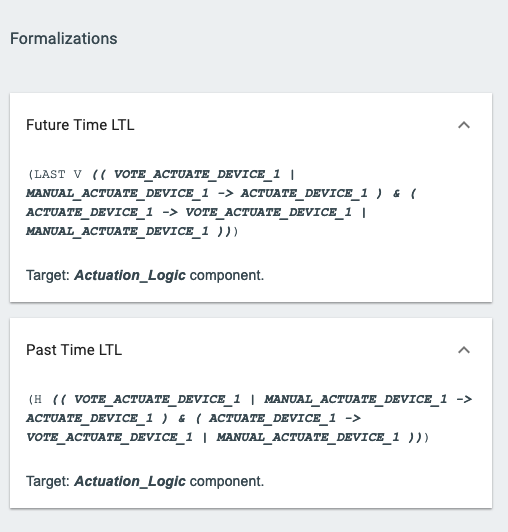 Formalizations
Future Time LTL
(LAST V (( VOTE_ACTUATE_DEVICE_1 |
MANUAL_ACTUATE_DEVICE_1 -> ACTUATE_DEVICE_1 ) & (
ACTUATE_DEVICE_1 -> VOTE_ACTUATE_DEVICE_1 |
MANUAL_ACTUATE_DEVICE_1 )))
Target: Actuation_Logic component.
Past Time LTL
(H (( VOTE_ACTUATE_DEVICE_1 | MANUAL_ACTUATE_DEVICE_1 ->
ACTUATE_DEVICE_1 ) & ( ACTUATE_DEVICE_1 ->
VOTE_ACTUATE_DEVICE_1 | MANUAL_ACTUATE_DEVICE_1 )))
Target: Actuation_Logic component.